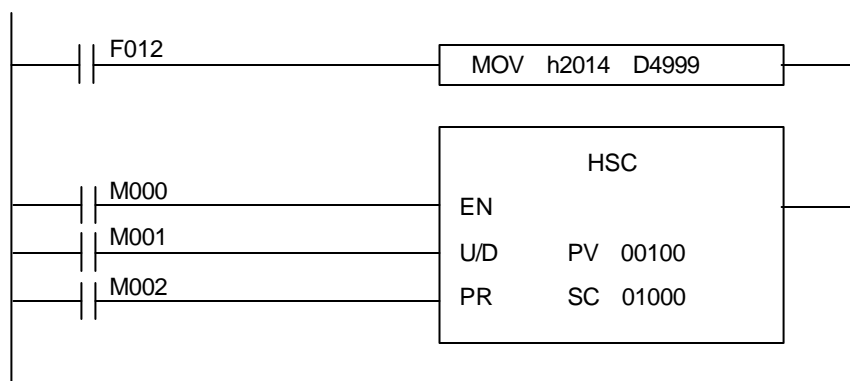 F012
MOV h2014 D4999
HSC
M000
EN
M001
U/D PV 00100
M002
PR SC 01000